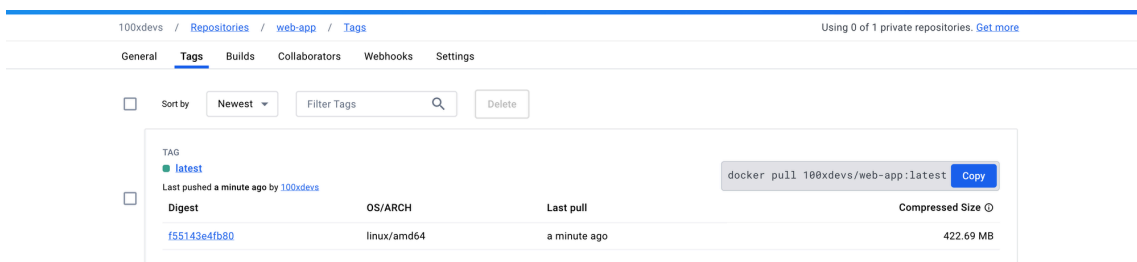 100xdevs / Repositories / web-app / Tags Using 0 of 1 private repositories. Get more
General Tags Builds Collaborators Webhooks Settings
Sort by Newest Filter Tags Delete
TAG
latest
docker pull 100xdevs/web-app:latest Copy
Last pushed a minute ago by 100xdevs
Digest OS/ARCH Last pull Compressed Size
f55143e4fb80 linux/amd64 a minute ago 422.69 MB